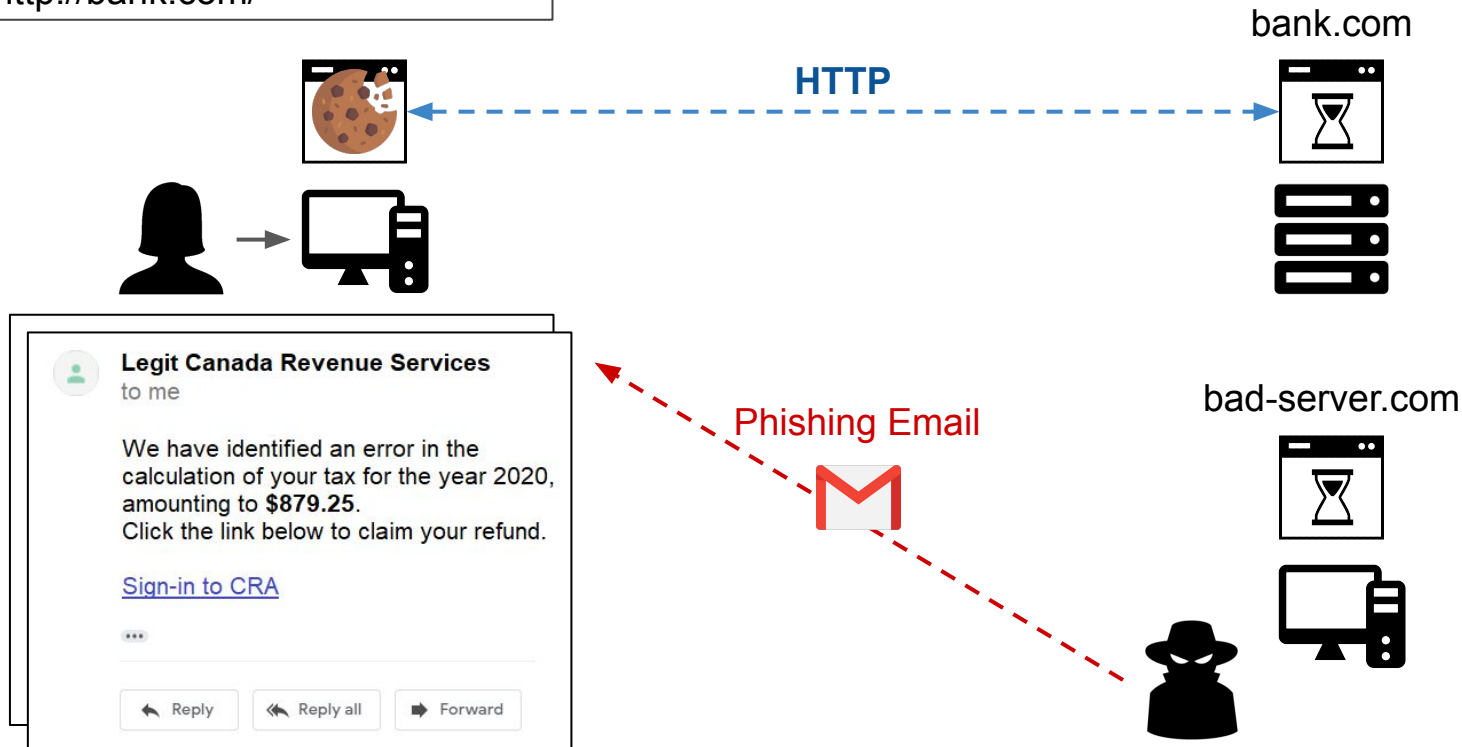 http://bank.com/
bank.com
HTTP
Legit Canada Revenue Services
to me
We have identified an error in the
calculation of your tax for the year 2020,
amounting to $879.25.
Click the link below to claim your refund.
Sign-in to CRA
Reply
Reply all
Forward
Phishing Email
bad-server.com